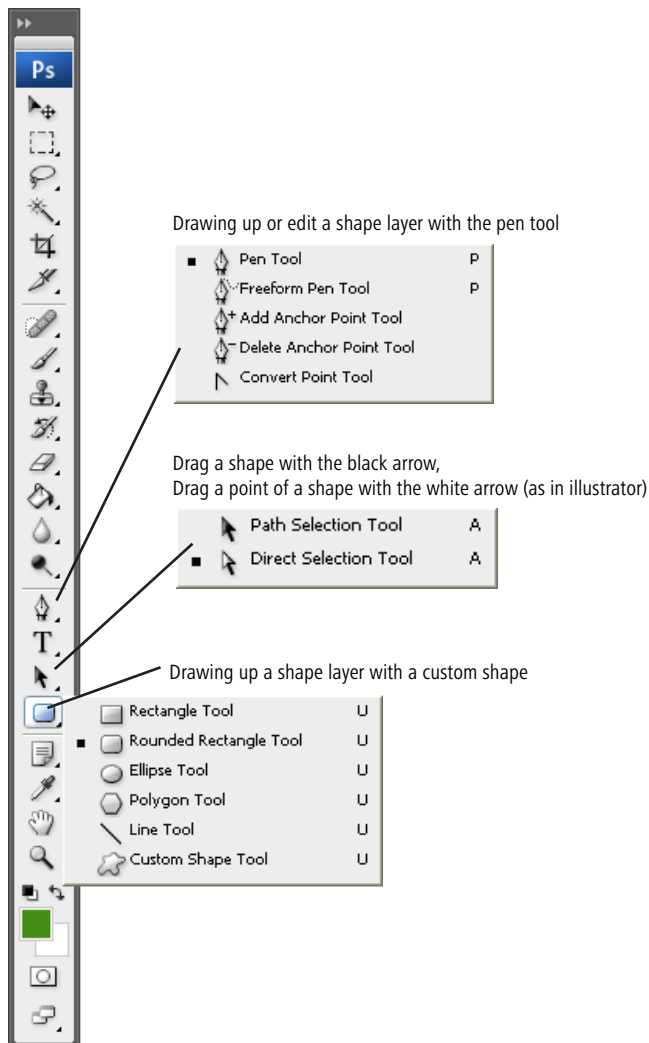 Ps
Drawing up or edit a shape layer with the pen tool
Pen Tool P
Freeform Pen Tool P
Add Anchor Point Tool
Delete Anchor Point Tool
Convert Point Tool
Drag a shape with the black arrow,
Drag a point of a shape with the white arrow (as in illustrator)
Path Selection Tool A
Direct Selection Tool A
T
Drawing up a shape layer with a custom shape
Rectangle Tool U
Rounded Rectangle Tool U
Ellipse Tool U
Polygon Tool U
Line Tool U
Custom Shape Tool U